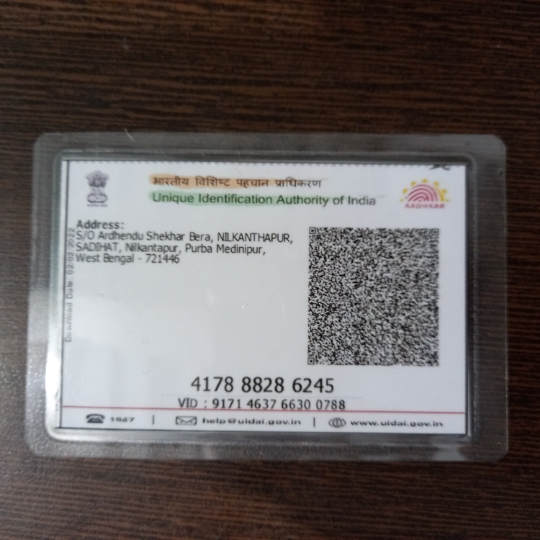 भारतीय विशिष्ट पहचान प्राधिकरण
Unique Identification Authority of India
AADHAAR
Address:
S/O Ardhendu Shekhar Bera, NILKANTHAPUR,
SADIHAT, Nilkantapur, Purba Medinipur,
West Bengal - 721446
Download Date: 02/02/2022
4178 8828 6245
VID : 9171 4637 6630 0788
1947 | help@uidai.gov.in | www.uidai.gov.in